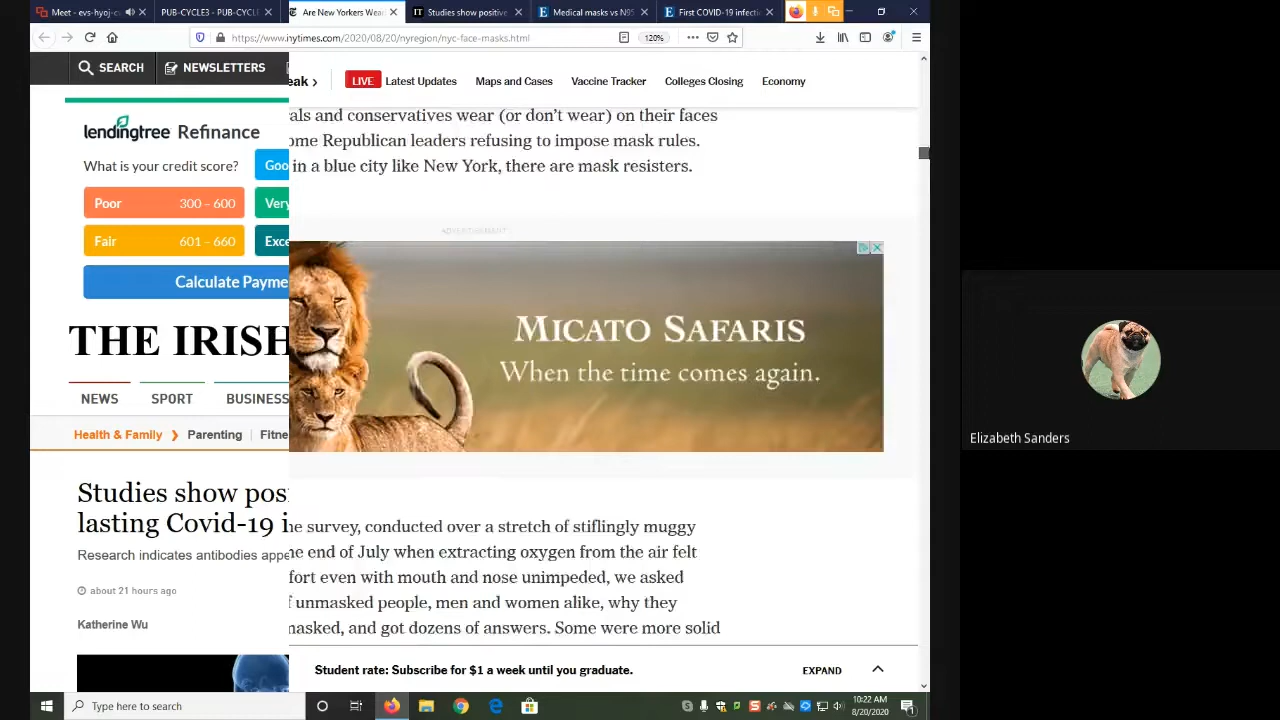 Meet - evs-hyoj-c
PUB-CYCLE3 - PUB-CYCL
Are New Yorkers Wea
Studies show positive
Medical masks vs N95
First COVID-19 infecti
https://www.nytimes.com/2020/08/20/nyregion/nyc-face-masks.html
120%
SEARCH
NEWSLETTERS
eak
LIVE
Latest Updates
Maps and Cases
Vaccine Tracker
Colleges Closing
Economy
lendingtree Refinance
What is your credit score?
Goo
Poor 300 – 600
Very
Fair 601 – 660
Exce
Calculate Payme
THE IRISH
NEWS
SPORT
BUSINESS
Health & Family
Parenting
Fitne
Studies show pos
lasting Covid-19 i
Research indicates antibodies appe
about 21 hours ago
Katherine Wu
als and conservatives wear (or don't wear) on their faces
ome Republican leaders refusing to impose mask rules.
in a blue city like New York, there are mask resisters.
ADVERTISEMENT
MICATO SAFARIS
When the time comes again.
he survey, conducted over a stretch of stiflingly muggy
he end of July when extracting oxygen from the air felt
fort even with mouth and nose unimpeded, we asked
f unmasked people, men and women alike, why they
masked, and got dozens of answers. Some were more solid
Student rate: Subscribe for $1 a week until you graduate.
EXPAND
Type here to search
10:22 AM
8/20/2020
1
Elizabeth Sanders